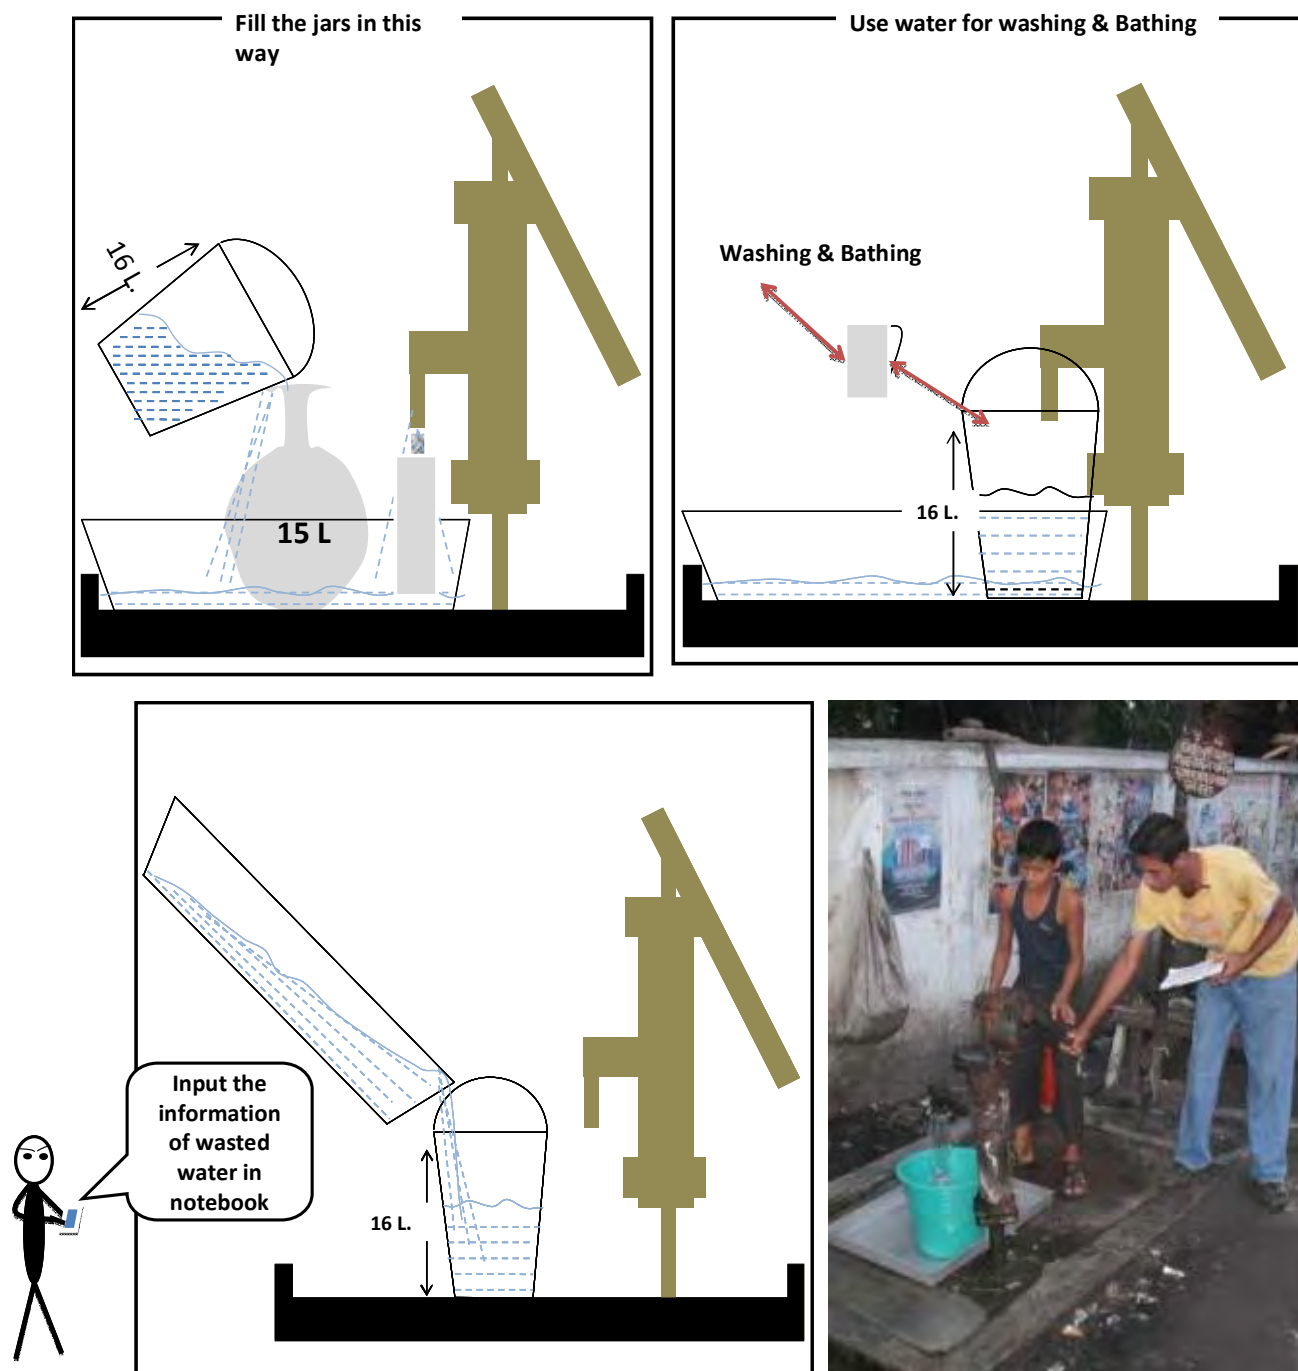 Fill the jars in this
way
16 L.
15 L
Use water for washing & Bathing
Washing & Bathing
16 L.
Input the
information
of wasted
water in
notebook
16 L.